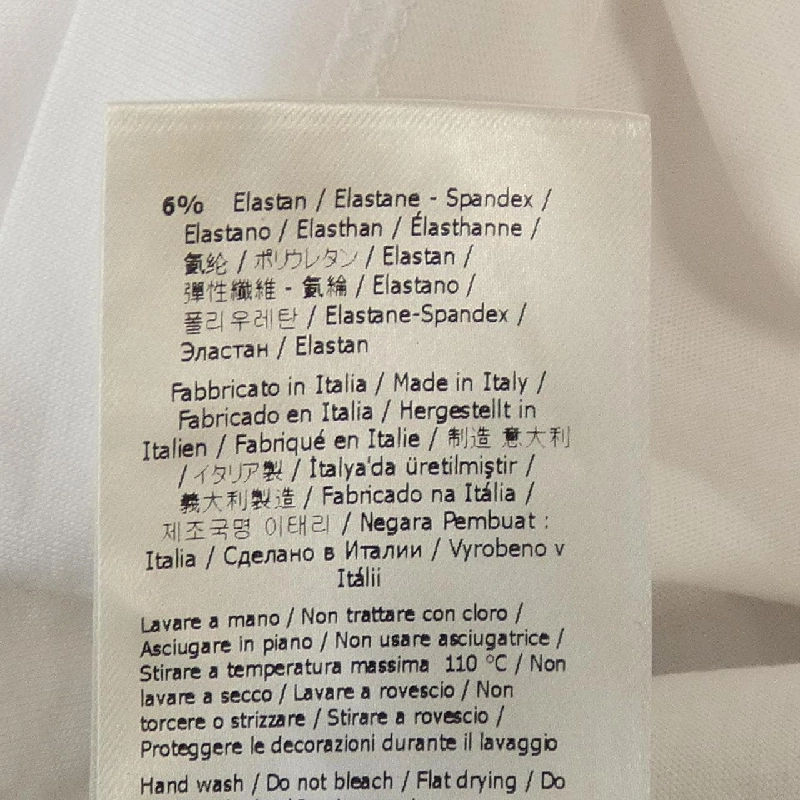 6% Elastan / Elastane - Spandex /
Elastano / Elasthan / Élasthanne /
氨纶 / ポリウレタン / Elastan /
彈性纖維 - 氨綸 / Elastano /
폴리우레탄 / Elastane-Spandex /
Эластан / Elastan
Fabbricato in Italia / Made in Italy /
Fabricado en Italia / Hergestellt in
Italien / Fabriqué en Italie / 制造 意大利
/ イタリア製 / İtalya'da üretilmiştir /
義大利製造 / Fabricado na Itália /
제조국명 이태리 / Negara Pembuat :
Italia / Сделано в Италии / Vyrobeno v
Itálii
Lavare a mano / Non trattare con cloro /
Asciugare in piano / Non usare asciugatrice /
Stirare a temperatura massima 110 °C / Non
lavare a secco / Lavare a rovescio / Non
torcere o strizzare / Stirare a rovescio /
Proteggere le decorazioni durante il lavaggio
Hand wash / Do not bleach / Flat drying / Do